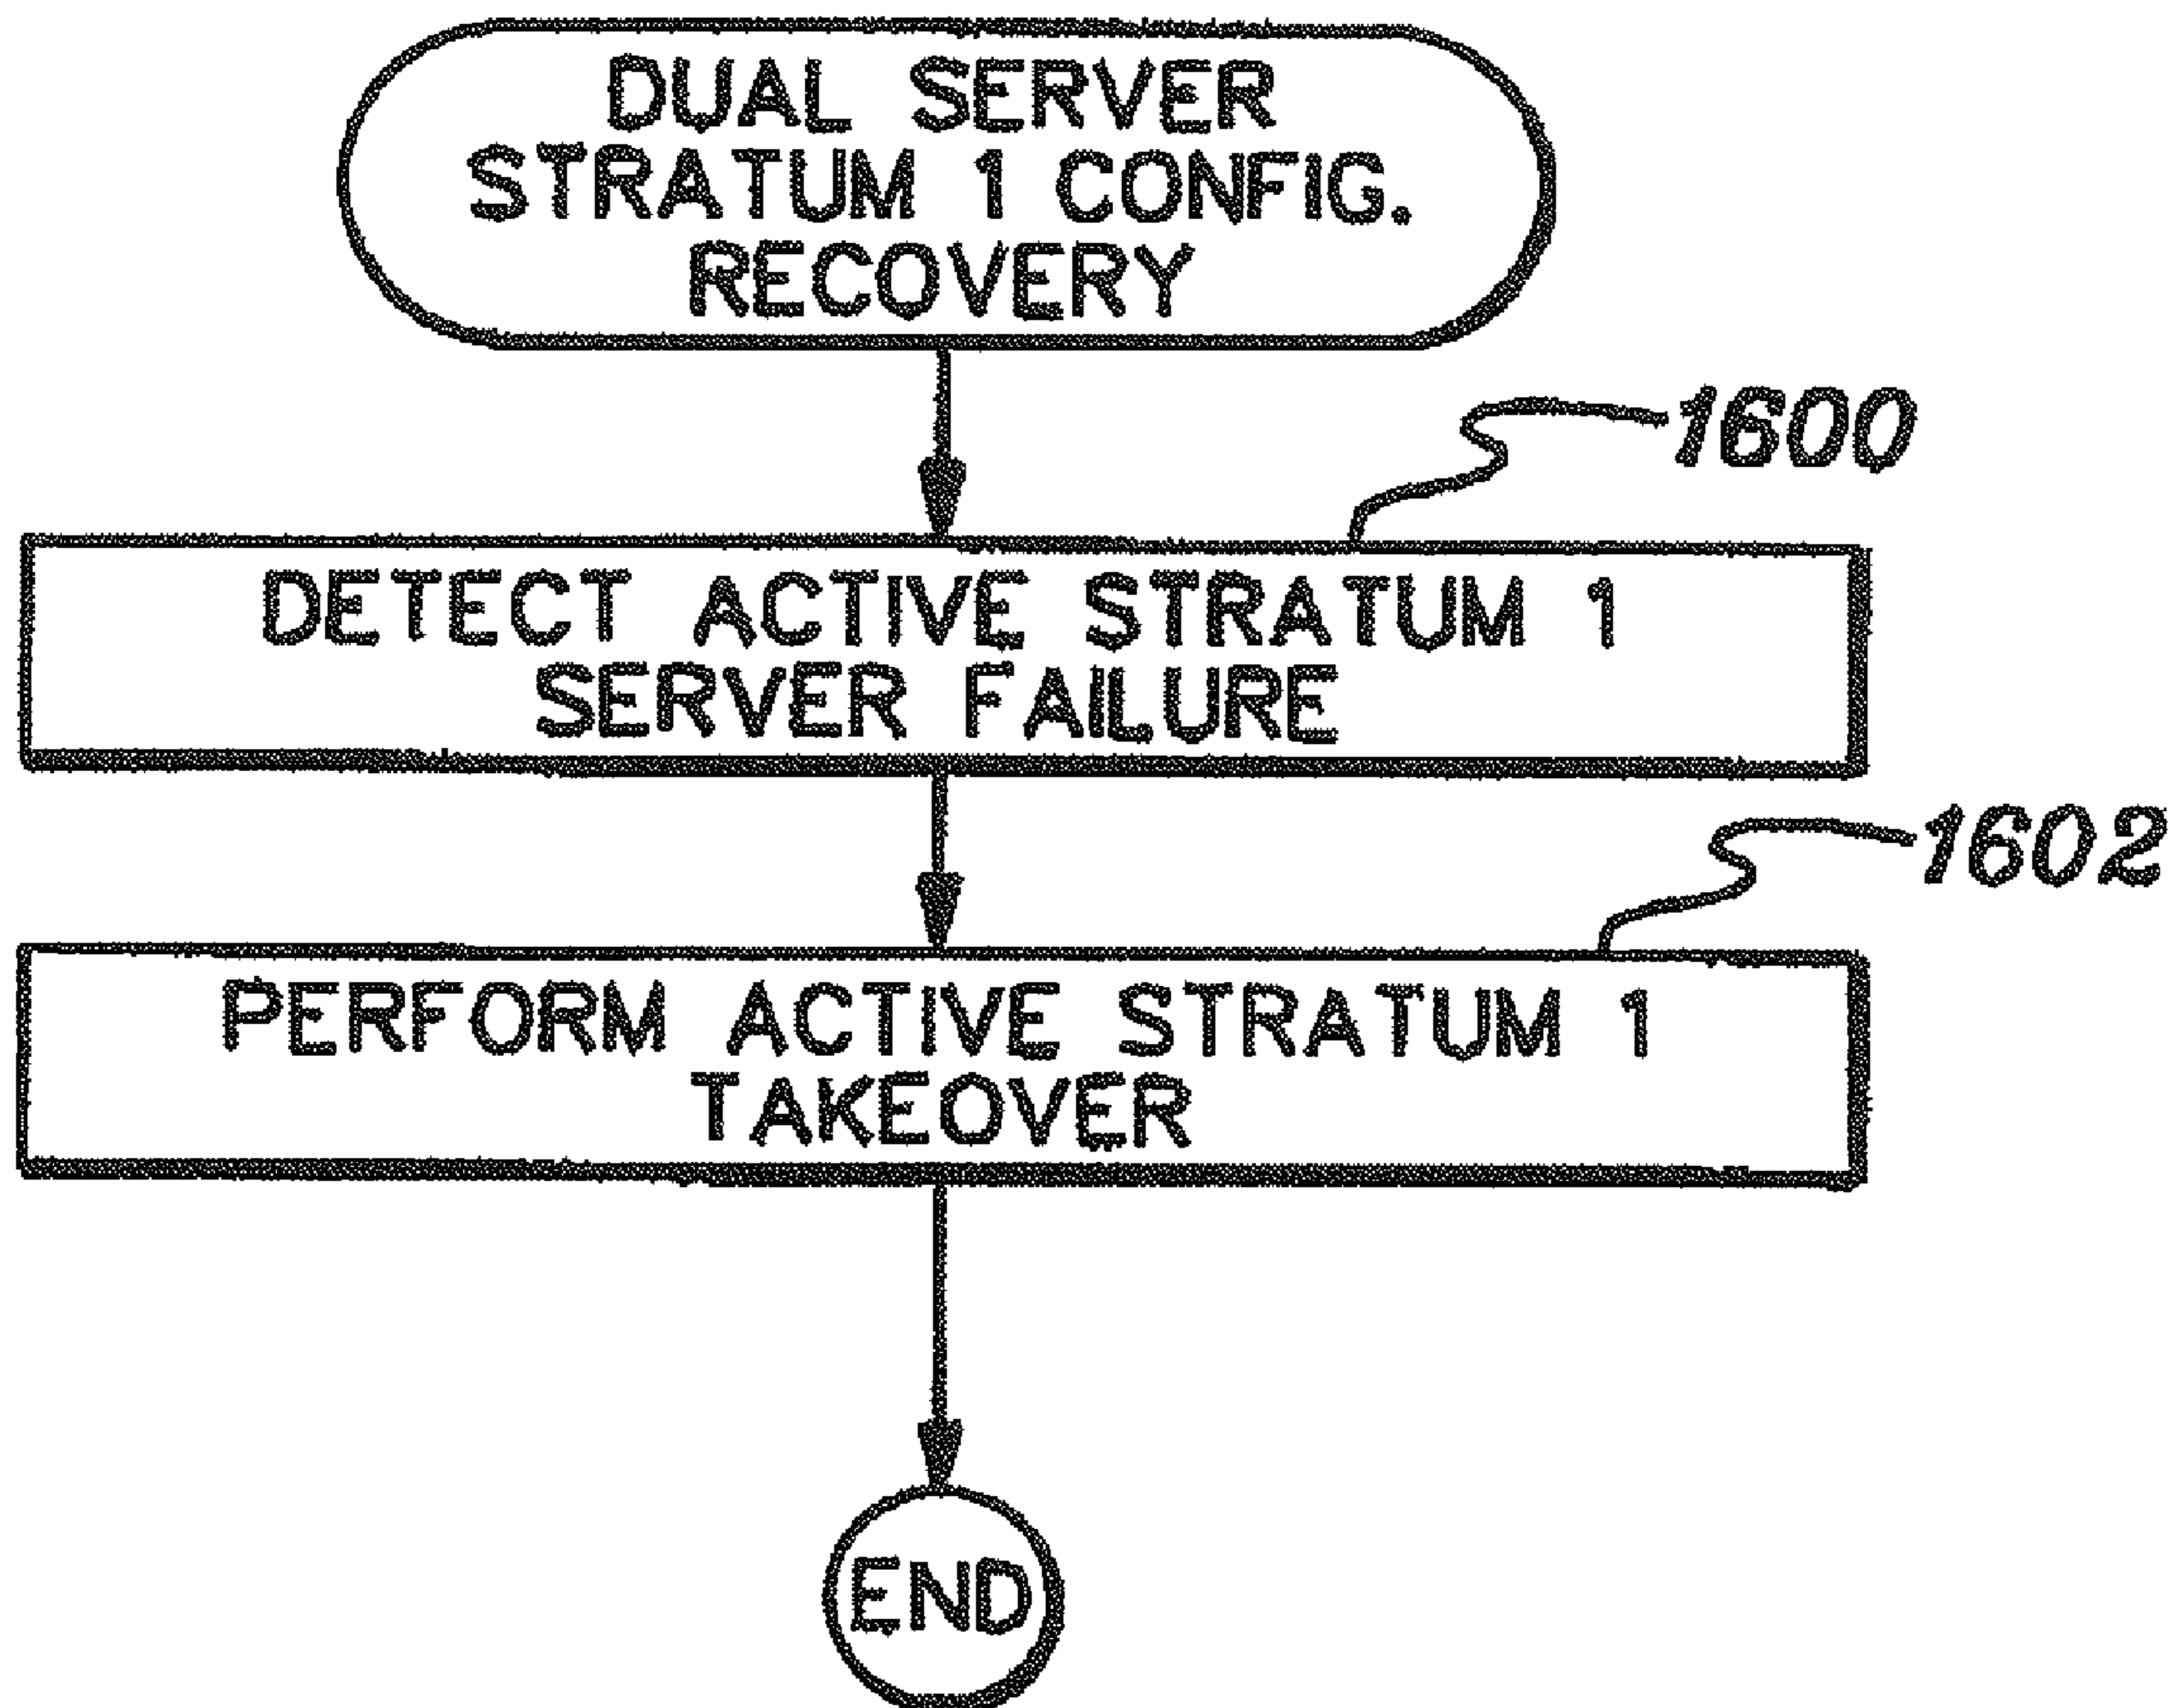 DUAL SERVER
STRATUM 1 CONFIG.
RECOVERY
1600
DETECT ACTIVE STRATUM 1
SERVER FAILURE
1602
PERFORM ACTIVE STRATUM 1
TAKEOVER
END